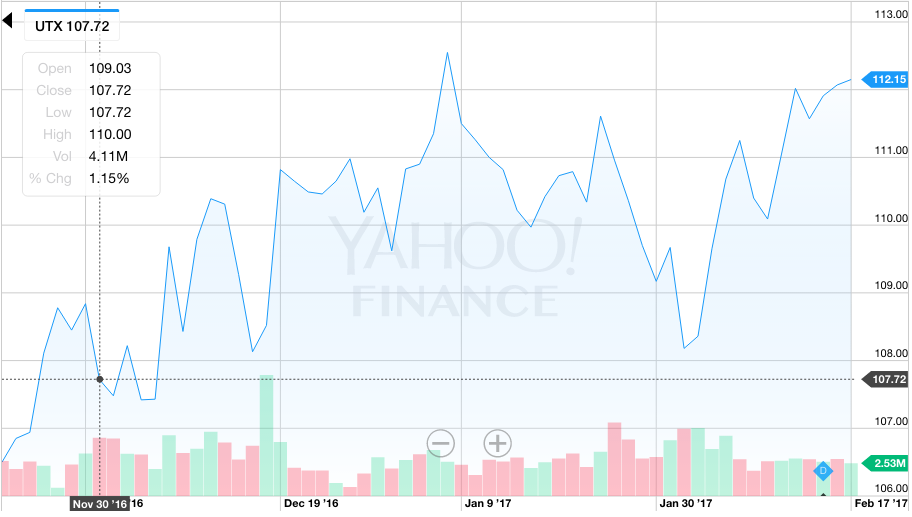 UTX 107.72
Open 109.03
Close 107.72
Low 107.72
High 110.00
Vol 4.11M
% Chg 1.15%
113.00
112.15
111.00
110.00
109.00
108.00
107.72
107.00
2.53M
106.00
YAHOO!
FINANCE
D
Nov 30 '16 '16
Dec 19 '16
Jan 9 '17
Jan 30 '17
Feb 17 '17